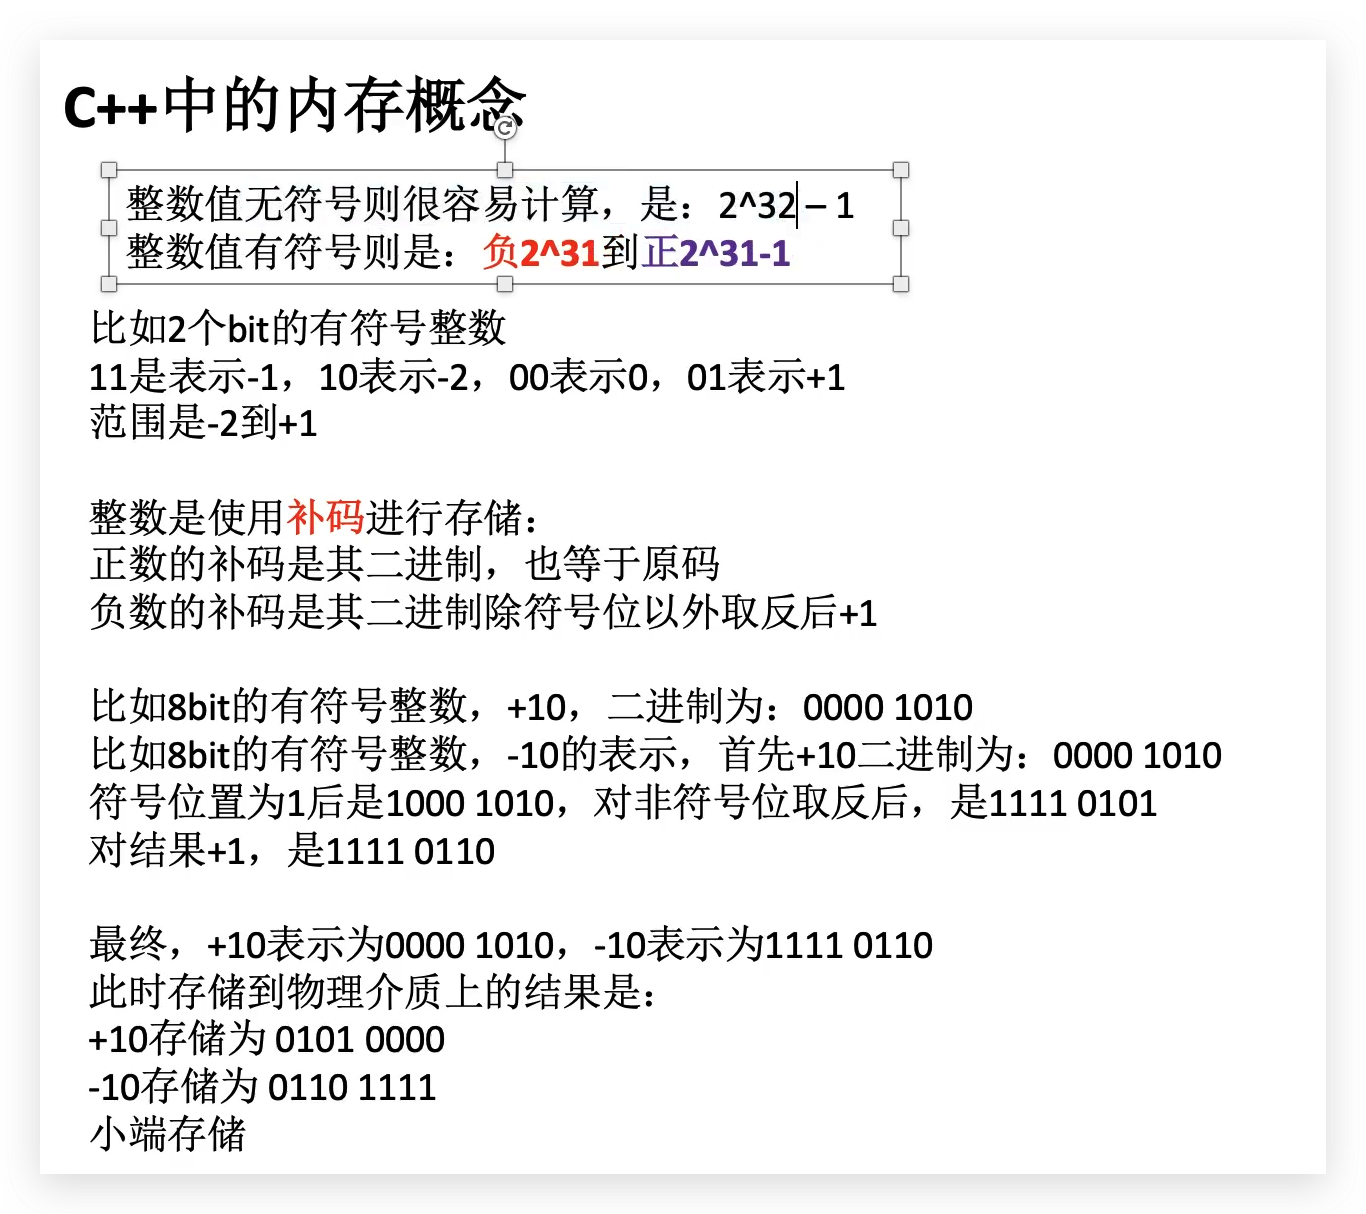 C++中的内存概念
整数值无符号则很容易计算，是：2^32 – 1
整数值有符号则是：负2^31到正2^31-1
比如2个bit的有符号整数
11是表示-1，10表示-2，00表示0，01表示+1
范围是-2到+1
整数是使用补码进行存储：
正数的补码是其二进制，也等于原码
负数的补码是其二进制除符号位以外取反后+1
比如8bit的有符号整数，+10，二进制为：0000 1010
比如8bit的有符号整数，-10的表示，首先+10二进制为：0000 1010
符号位置为1后是1000 1010，对非符号位取反后，是1111 0101
对结果+1，是1111 0110
最终，+10表示为0000 1010，-10表示为1111 0110
此时存储到物理介质上的结果是：
+10存储为 0101 0000
-10存储为 0110 1111
小端存储